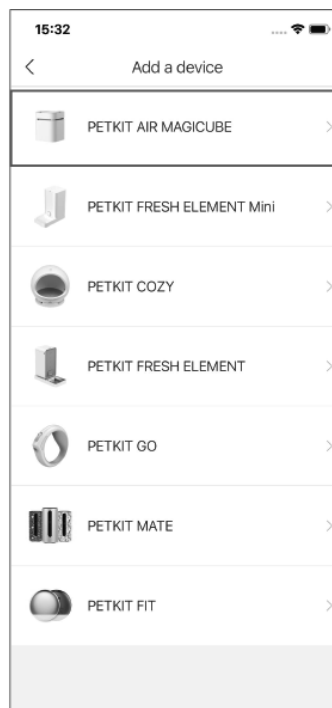 15:32
Add a device
PETKIT AIR MAGICUBE
PETKIT FRESH ELEMENT Mini
PETKIT COZY
PETKIT FRESH ELEMENT
PETKIT GO
PETKIT MATE
PETKIT FIT